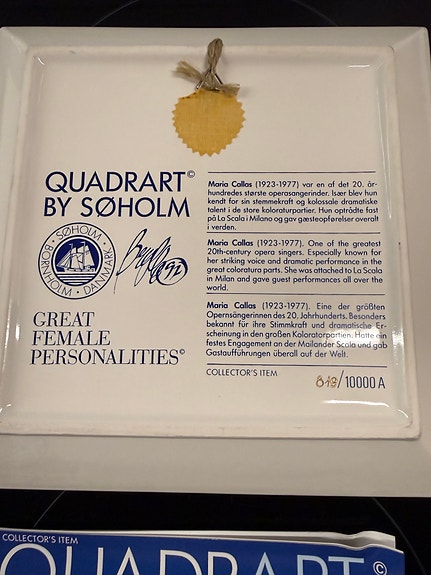 QUADRART©
BY SØHOLM
SØHOLM
BORNHOLM · DANMARK
92
GREAT
FEMALE
PERSONALITIES©
Maria Callas (1923-1977) var en af det 20. år-
hundredes største operasangerinder. Især blev hun
kendt for sin stemmekraft og kolossale dramatiske
talent i de store koloraturpartier. Hun optrådte fast
på La Scala i Milano og gav gæsteopførelser overalt
i verden.
Maria Callas (1923-1977). One of the greatest
20th-century opera singers. Especially known for
her striking voice and dramatic performance in the
great coloratura parts. She was attached to La Scala
in Milan and gave guest performances all over the
world.
Maria Callas (1923-1977). Eine der größten
Opernsängerinnen des 20. Jahrhunderts. Besonders
bekannt für ihre Stimmkraft und dramatische Er-
scheinung in den großen Koloratorpartien. Hatte ein
festes Engagement an der Mailander Scala und gab
Gastaufführungen überall auf der Welt.
COLLECTOR'S ITEM
819/10000 A
COLLECTOR'S ITEM
QUADRART©